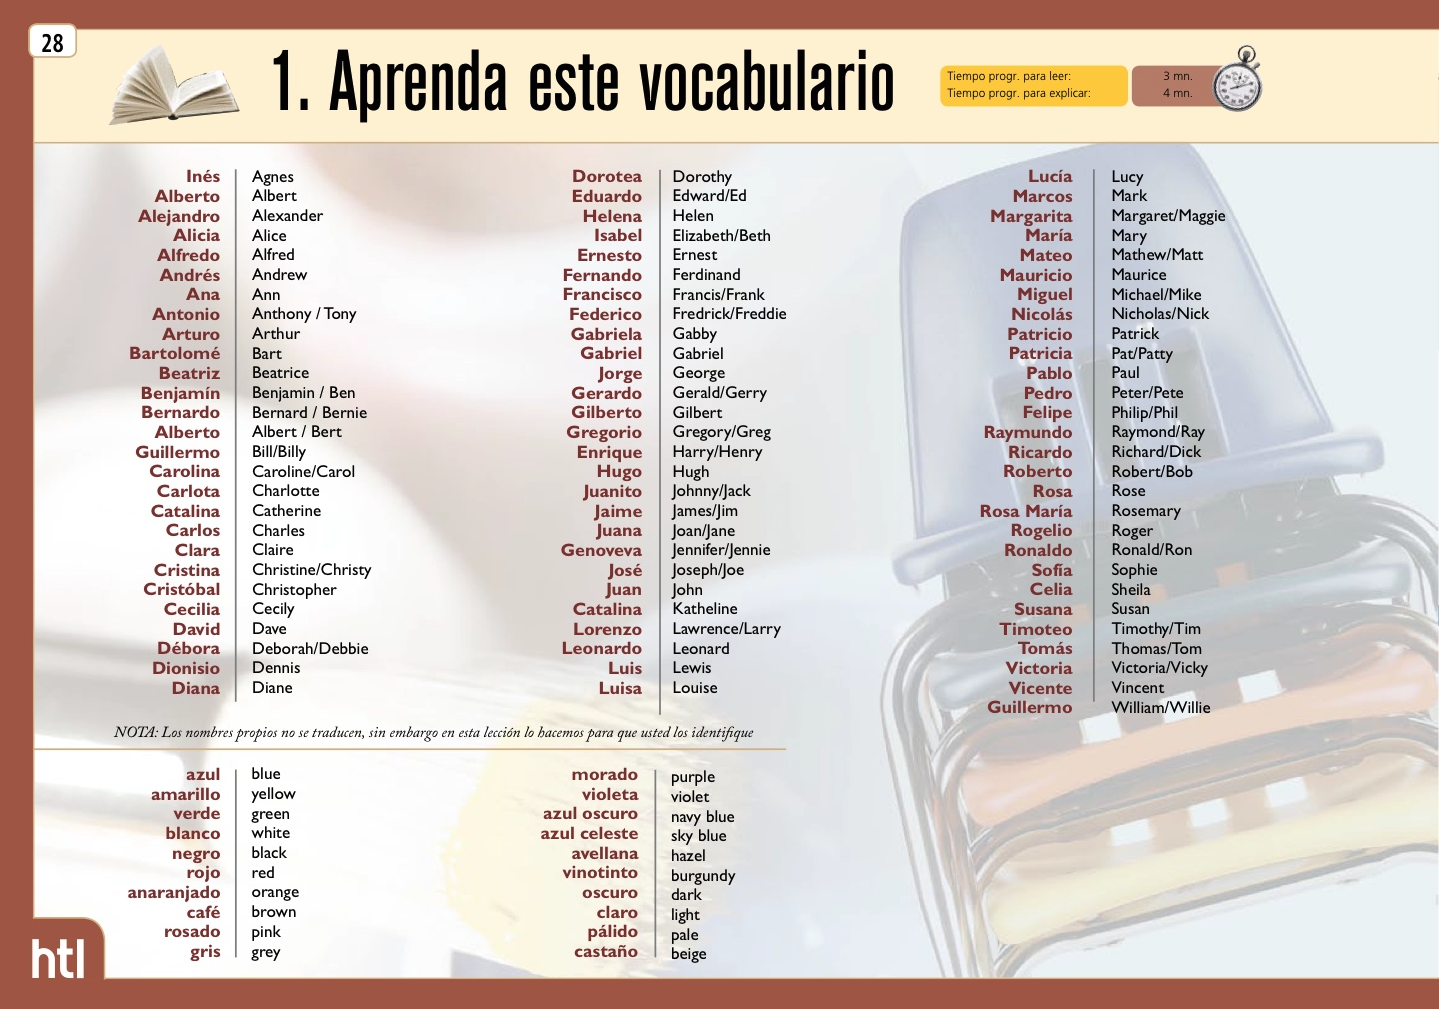 28
1. Aprenda este vocabulario
Tiempo progr. para leer: 3 mn.
Tiempo progr. para explicar: 4 mn.
Inés Agnes
Alberto Albert
Alejandro Alexander
Alicia Alice
Alfredo Alfred
Andrés Andrew
Ana Ann
Antonio Anthony / Tony
Arturo Arthur
Bartolomé Bart
Beatriz Beatrice
Benjamín Benjamin / Ben
Bernardo Bernard / Bernie
Alberto Albert / Bert
Guillermo Bill/Billy
Carolina Caroline/Carol
Carlota Charlotte
Catalina Catherine
Carlos Charles
Clara Claire
Cristina Christine/Christy
Cristóbal Christopher
Cecilia Cecily
David Dave
Débora Deborah/Debbie
Dionisio Dennis
Diana Diane
Dorotea Dorothy
Eduardo Edward/Ed
Helena Helen
Isabel Elizabeth/Beth
Ernesto Ernest
Fernando Ferdinand
Francisco Francis/Frank
Federico Fredrick/Freddie
Gabriela Gabby
Gabriel Gabriel
Jorge George
Gerardo Gerald/Gerry
Gilberto Gilbert
Gregorio Gregory/Greg
Enrique Harry/Henry
Hugo Hugh
Juanito Johnny/Jack
Jaime James/Jim
Juana Joan/Jane
Genoveva Jennifer/Jennie
José Joseph/Joe
Juan John
Catalina Katheline
Lorenzo Lawrence/Larry
Leonardo Leonard
Luis Lewis
Luisa Louise
Lucía Lucy
Marcos Mark
Margarita Margaret/Maggie
María Mary
Mateo Mathew/Matt
Mauricio Maurice
Miguel Michael/Mike
Nicolás Nicholas/Nick
Patricio Patrick
Patricia Pat/Patty
Pablo Paul
Pedro Peter/Pete
Felipe Philip/Phil
Raymundo Raymond/Ray
Ricardo Richard/Dick
Roberto Robert/Bob
Rosa Rose
Rosa María Rosemary
Rogelio Roger
Ronaldo Ronald/Ron
Sofía Sophie
Celia Sheila
Susana Susan
Timoteo Timothy/Tim
Tomás Thomas/Tom
Victoria Victoria/Vicky
Vicente Vincent
Guillermo William/Willie
NOTA: Los nombres propios no se traducen, sin embargo en esta lección lo hacemos para que usted los identifique
azul blue
amarillo yellow
verde green
blanco white
negro black
rojo red
anaranjado orange
café brown
rosado pink
gris grey
morado purple
violeta violet
azul oscuro navy blue
azul celeste sky blue
avellana hazel
vinotinto burgundy
oscuro dark
claro light
pálido pale
castaño beige
htl